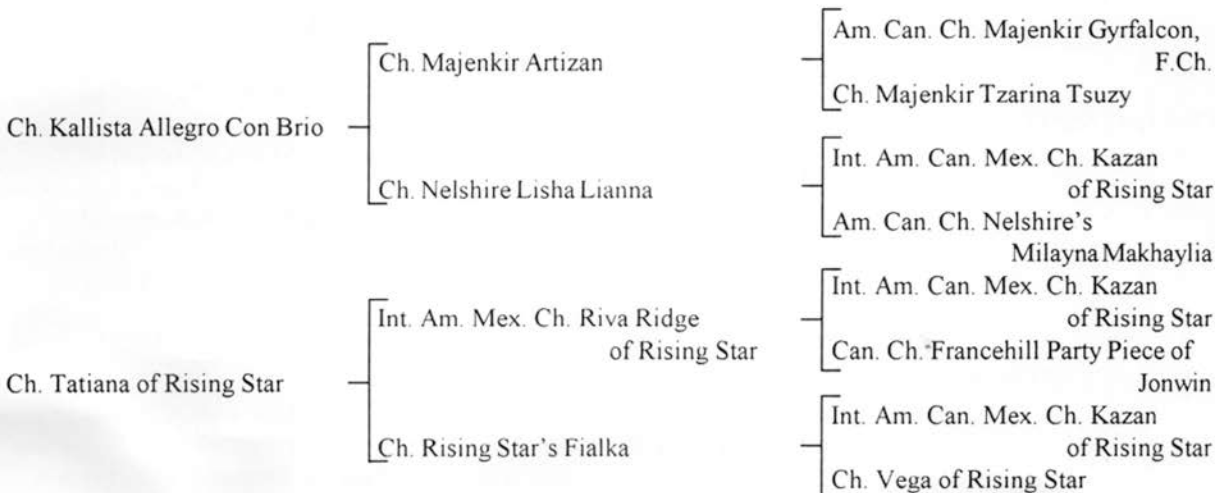 Ch. Kallista Allegro Con Brio
Ch. Majenkir Artizan
Am. Can. Ch. Majenkir Gyrfalcon,
F.Ch.
Ch. Majenkir Tzarina Tsuzy
Ch. Nelshire Lisha Lianna
Int. Am. Can. Mex. Ch. Kazan
of Rising Star
Am. Can. Ch. Nelshire's
Milayna Makhaylia
Ch. Tatiana of Rising Star
Int. Am. Mex. Ch. Riva Ridge
of Rising Star
Int. Am. Can. Mex. Ch. Kazan
of Rising Star
Can. Ch. Francehill Party Piece of
Jonwin
Ch. Rising Star's Fialka
Int. Am. Can. Mex. Ch. Kazan
of Rising Star
Ch. Vega of Rising Star